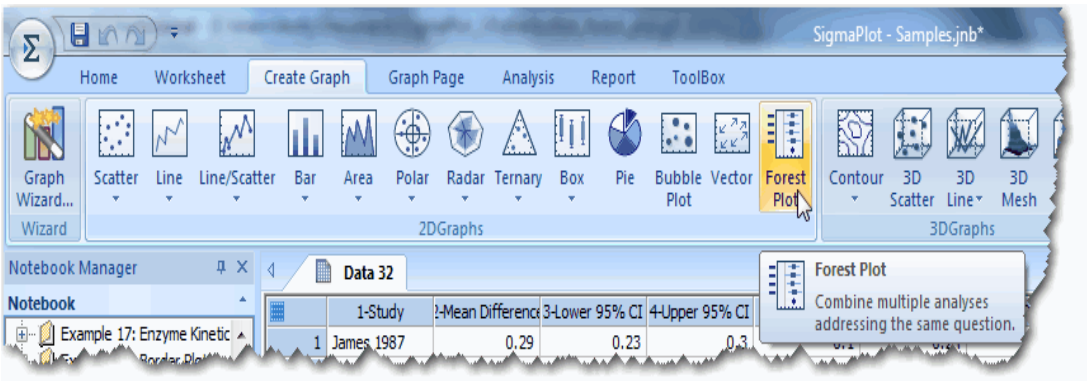 SigmaPlot - Samples.jnb*
Home Worksheet Create Graph Graph Page Analysis Report ToolBox
Graph Wizard...
Scatter
Line
Line/Scatter
Bar
Area
Polar
Radar
Ternary
Box
Pie
Bubble Plot
Vector
Forest Plot
Contour
3D Scatter
3D Line
3D Mesh
Wizard 2DGraphs 3DGraphs
Notebook Manager
Data 32
Forest Plot
Combine multiple analyses
addressing the same question.
Notebook
1-Study 2-Mean Difference 3-Lower 95% CI 4-Upper 95% CI
Example 17: Enzyme Kinetic
1 James 1987 0.29 0.23 0.3